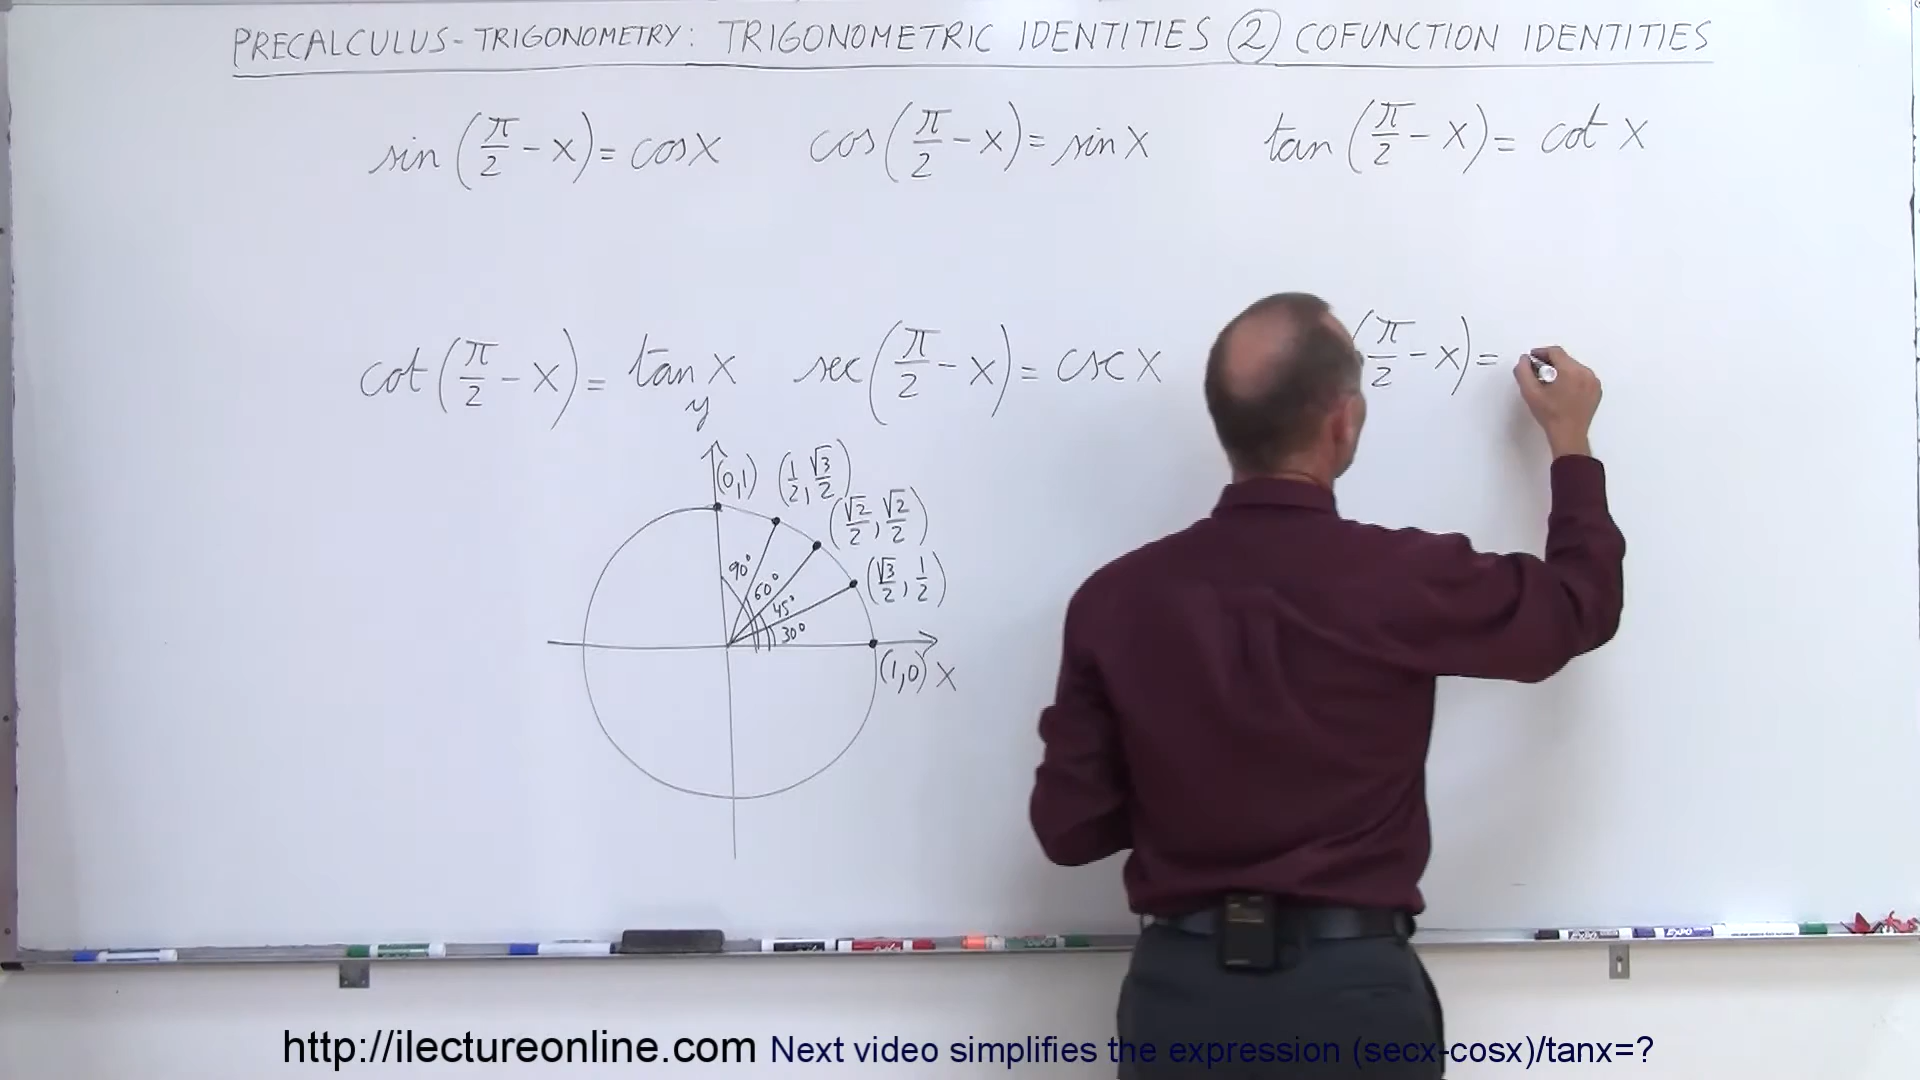 PRECALCULUS - TRIGONOMETRY: TRIGONOMETRIC IDENTITIES ② COFUNCTION IDENTITIES
sin(π/2 - x) = cos x cos(π/2 - x) = sin x tan(π/2 - x) = cot x
cot(π/2 - x) = tan x sec(π/2 - x) = csc x (π/2 - x) =
y
(0,1) (1/2, √3/2)
(√2/2, √2/2)
(√3/2, 1/2)
90°
60°
45°
30°
(1,0) x
EXPO EXPO
http://ilectureonline.com Next video simplifies the expression (secx-cosx)/tanx=?